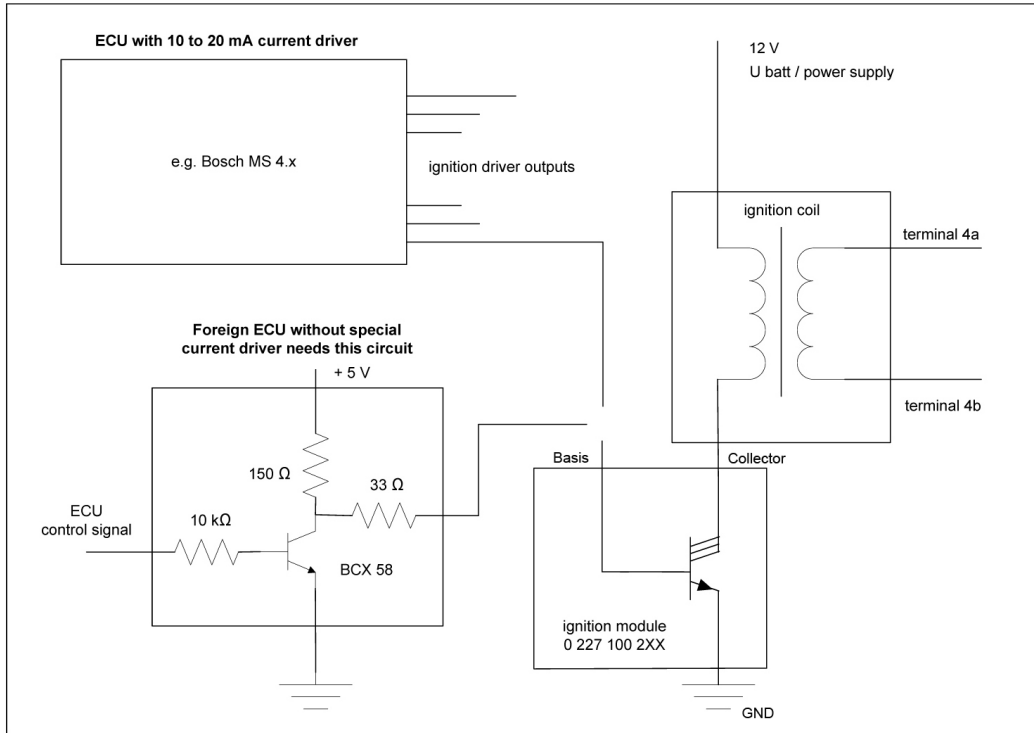 ECU with 10 to 20 mA current driver
e.g. Bosch MS 4.x
ignition driver outputs
12 V
U batt / power supply
ignition coil
terminal 4a
terminal 4b
Foreign ECU without special
current driver needs this circuit
+ 5 V
150 Ω
33 Ω
ECU
control signal
10 kΩ
BCX 58
Basis
Collector
ignition module
0 227 100 2XX
GND